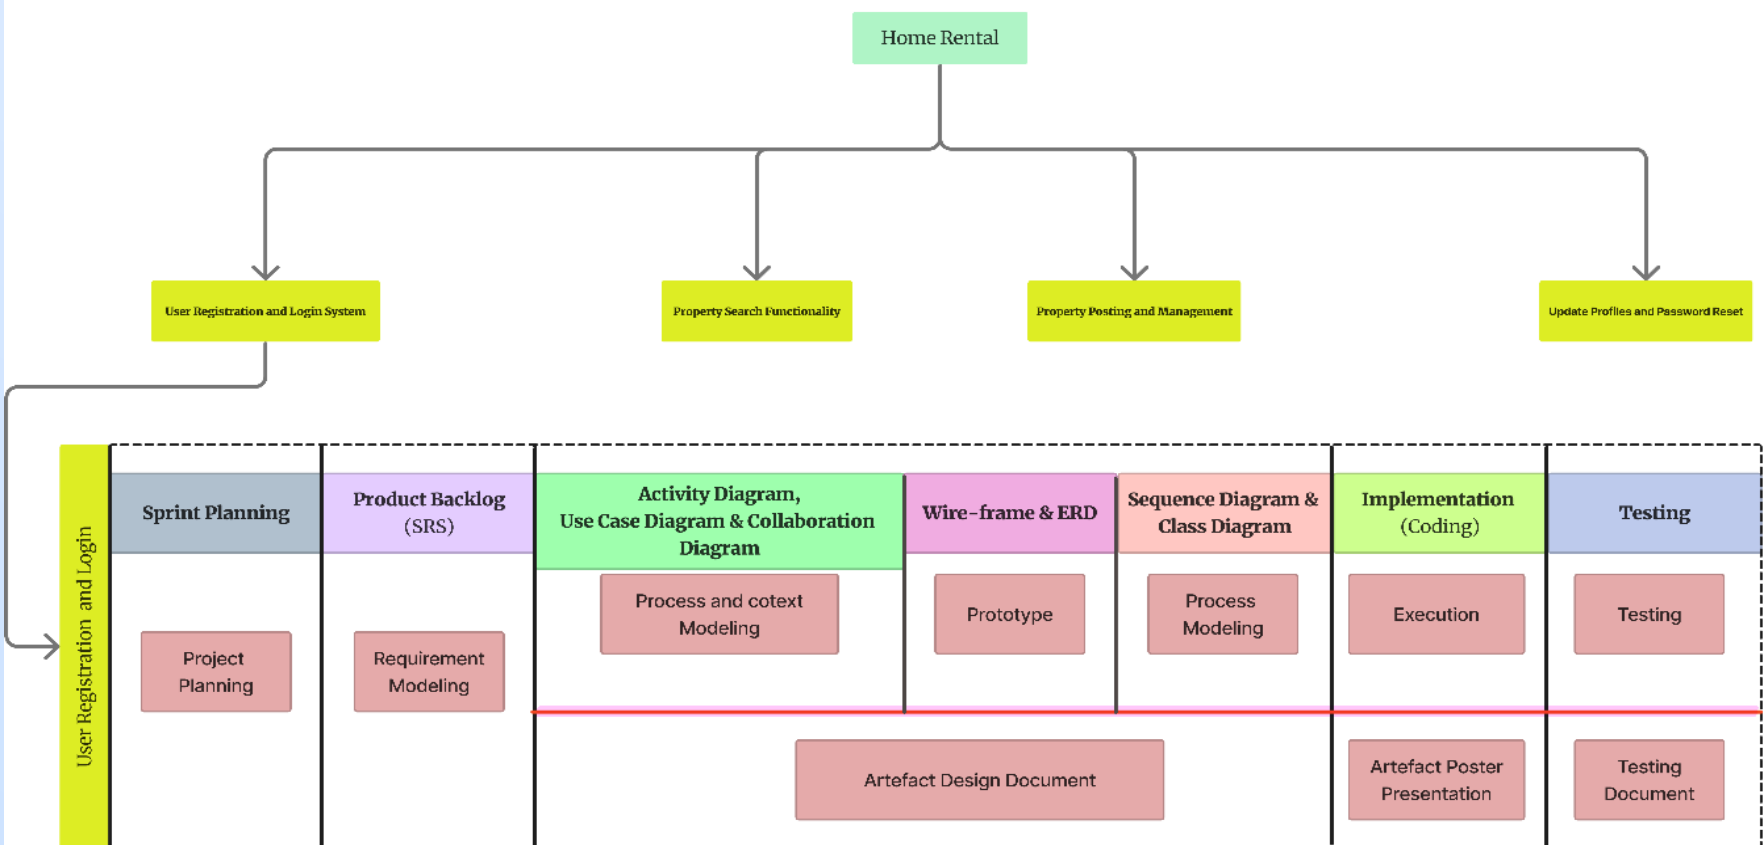 Home Rental
User Registration and Login System
Property Search Functionality
Property Posting and Management
Update Profiles and Password Reset
User Registration and Login
Sprint Planning
Product Backlog
(SRS)
Activity Diagram,
Use Case Diagram & Collaboration
Diagram
Wire-frame & ERD
Sequence Diagram &
Class Diagram
Implementation
(Coding)
Testing
Project
Planning
Requirement
Modeling
Process and cotext
Modeling
Prototype
Process
Modeling
Execution
Testing
Artefact Design Document
Artefact Poster
Presentation
Testing
Document